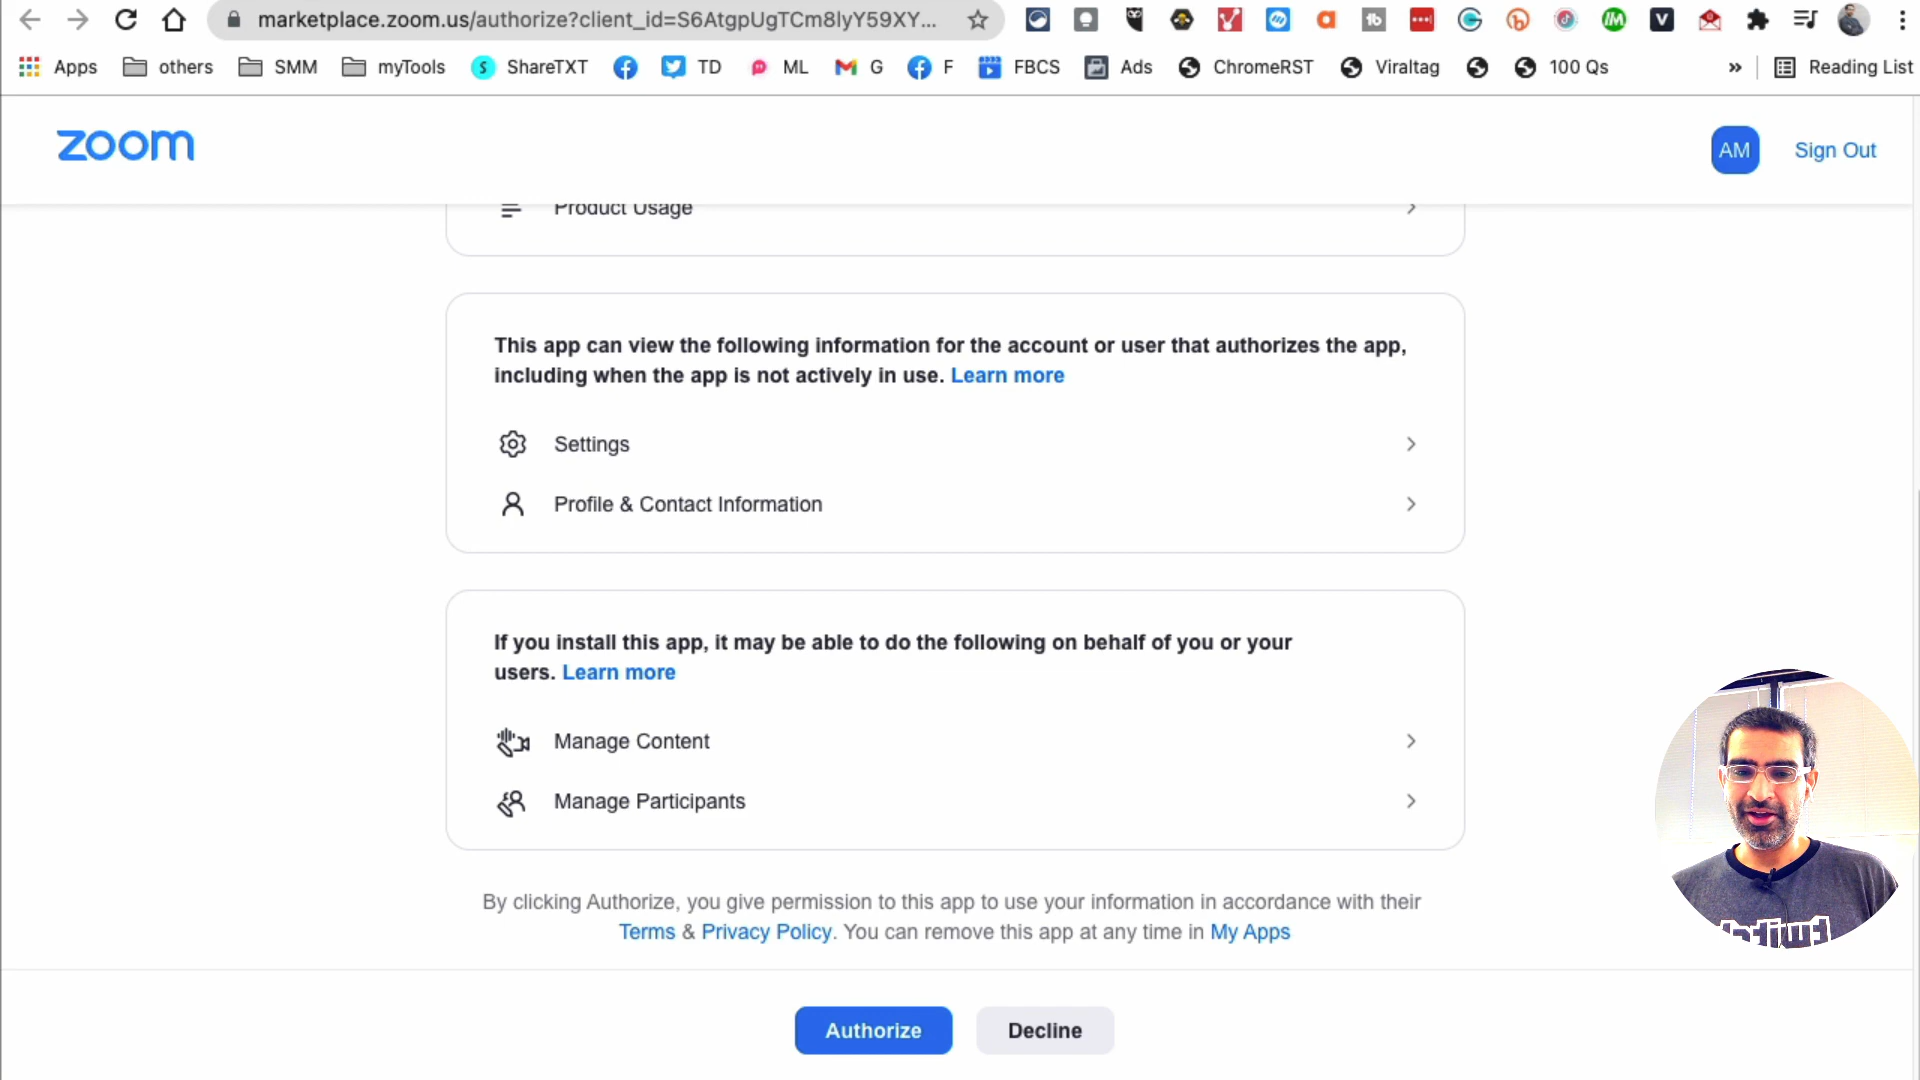 marketplace.zoom.us/authorize?client_id=S6AtgpUgTCm8lyY59XY...
Apps others SMM myTools ShareTXT TD ML G F FBCS Ads ChromeRST Viraltag 100 Qs » Reading List
zoom
AM Sign Out
Product Usage
This app can view the following information for the account or user that authorizes the app,
including when the app is not actively in use. Learn more
Settings
Profile & Contact Information
If you install this app, it may be able to do the following on behalf of you or your
users. Learn more
Manage Content
Manage Participants
By clicking Authorize, you give permission to this app to use your information in accordance with their
Terms & Privacy Policy. You can remove this app at any time in My Apps
Authorize Decline